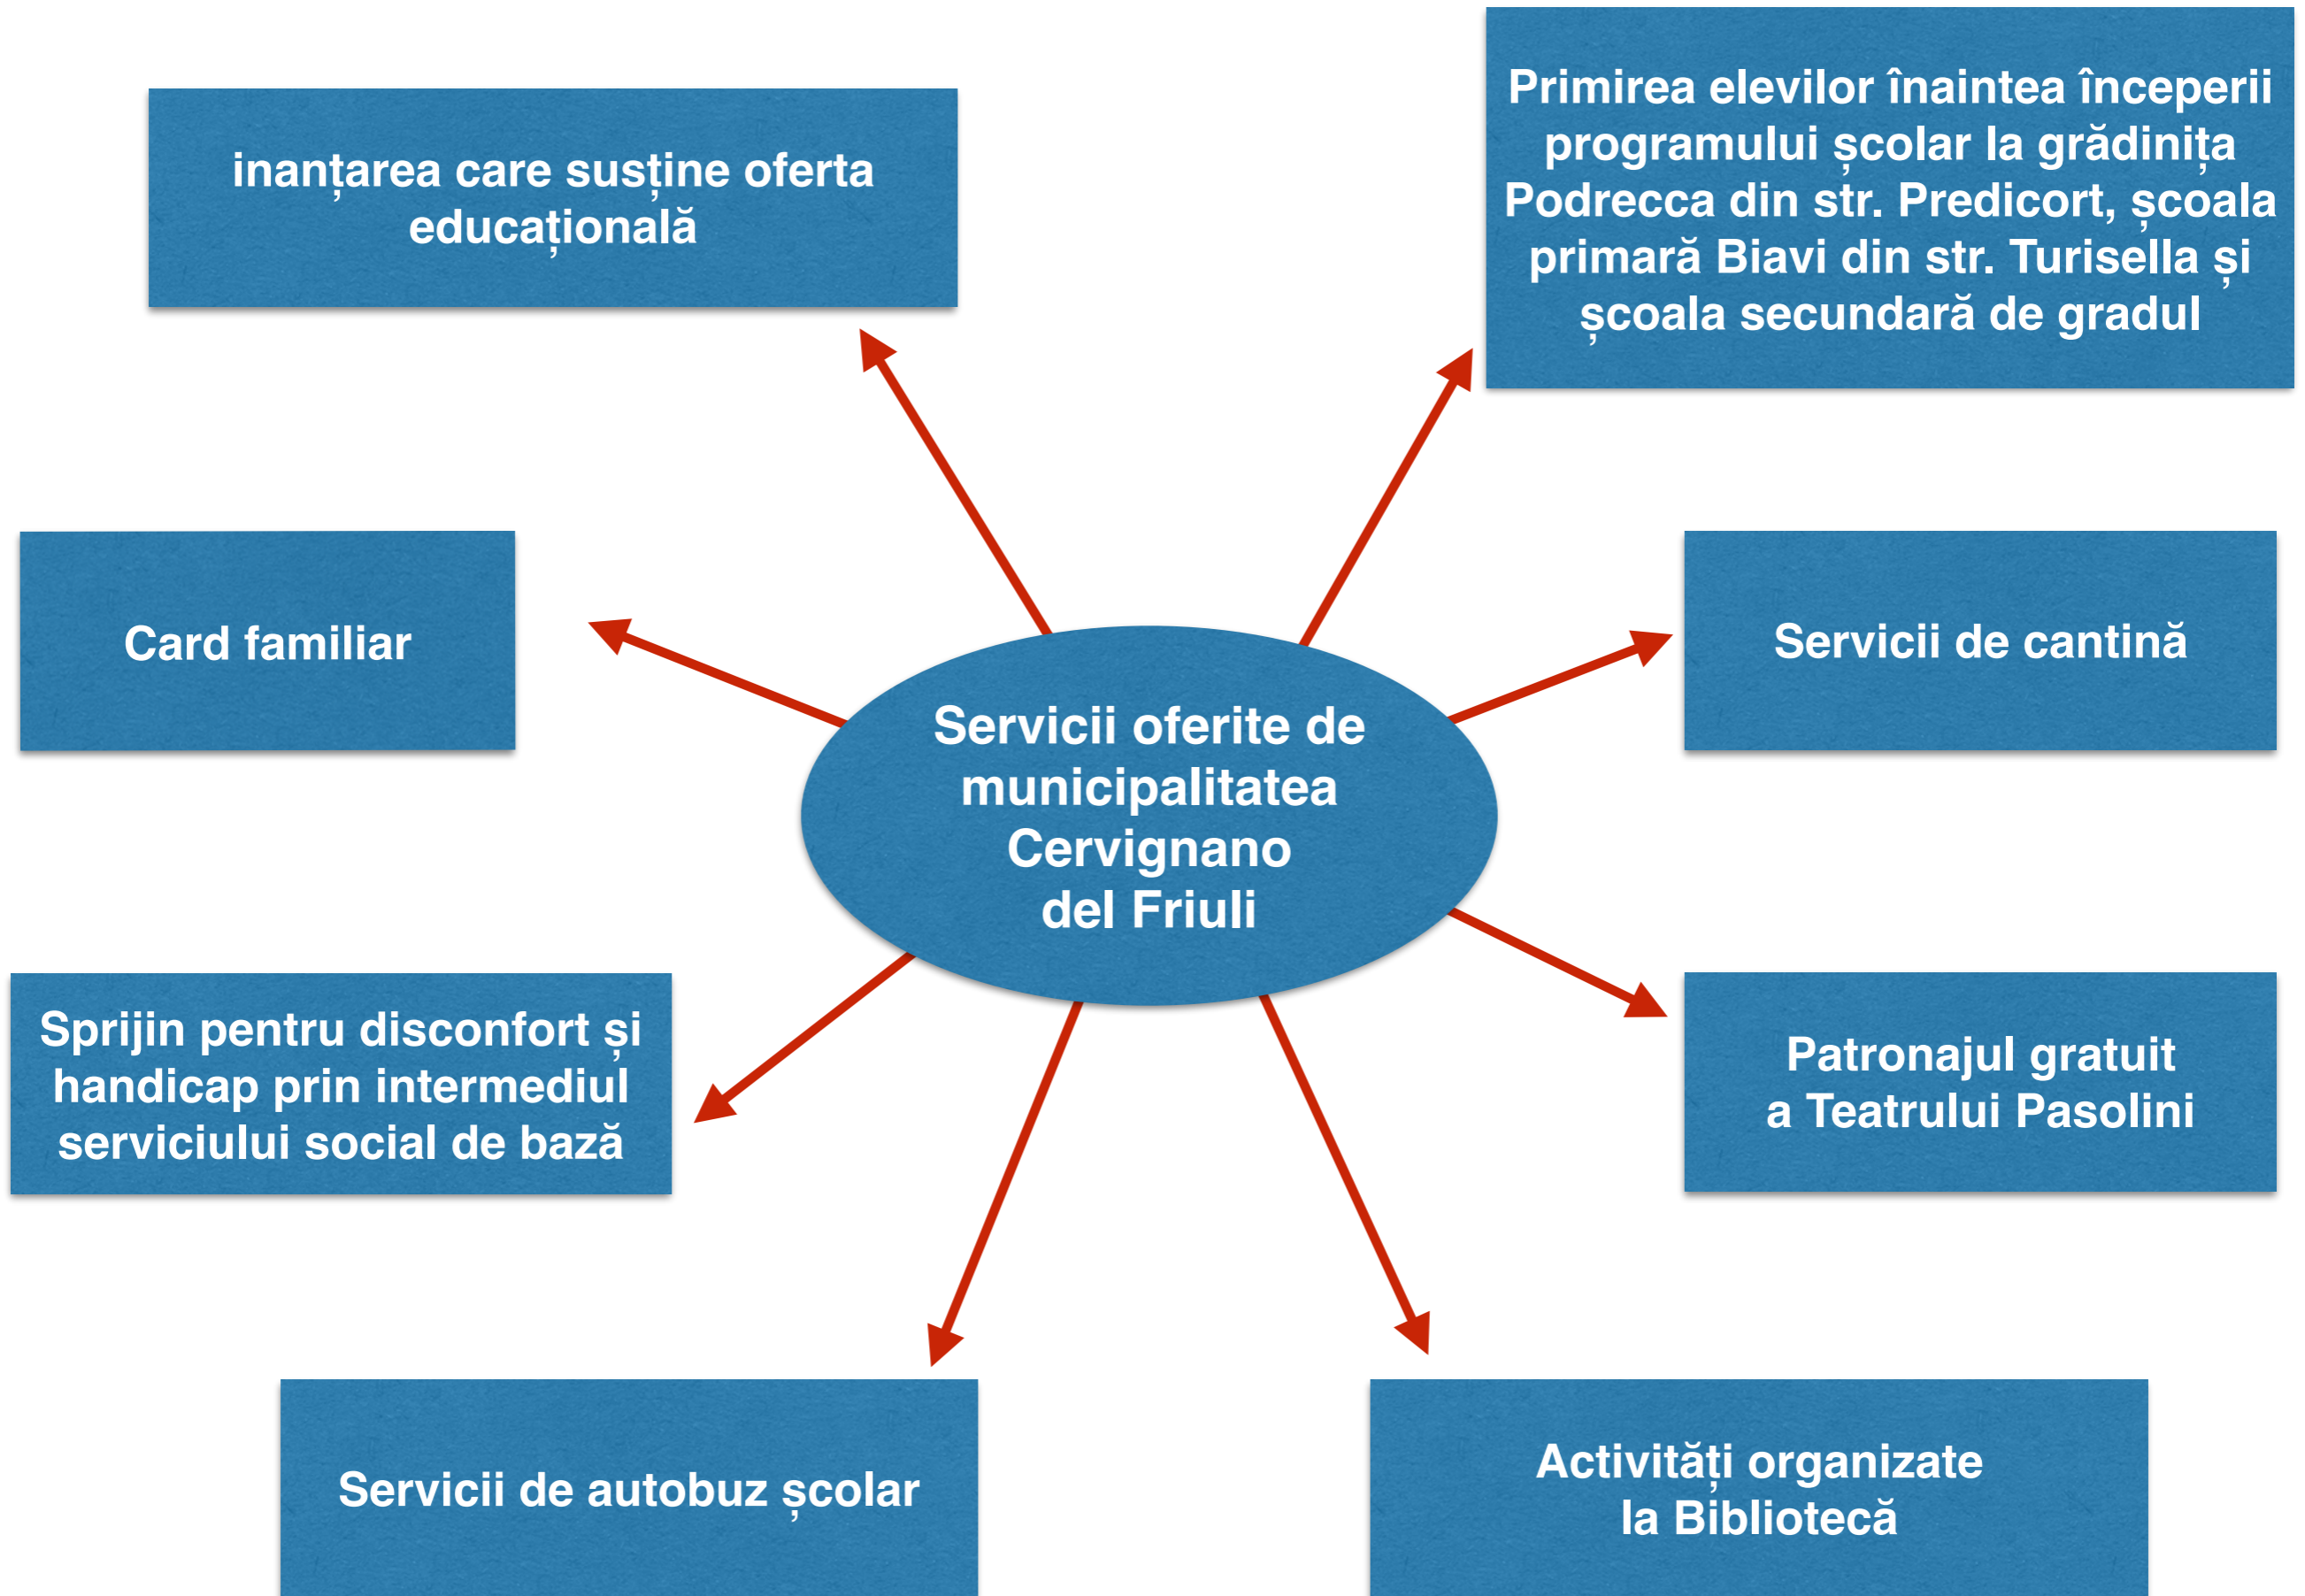 inanțarea care susține oferta
educațională
Primirea elevilor înaintea începerii
programului școlar la grădinița
Podrecca din str. Predicort, școala
primară Biavi din str. Turisella și
școala secundară de gradul
Card familiar
Servicii de cantină
Servicii oferite de
municipalitatea
Cervignano
del Friuli
Sprijin pentru disconfort și
handicap prin intermediul
serviciului social de bază
Patronajul gratuit
a Teatrului Pasolini
Servicii de autobuz școlar
Activități organizate
la Bibliotecă